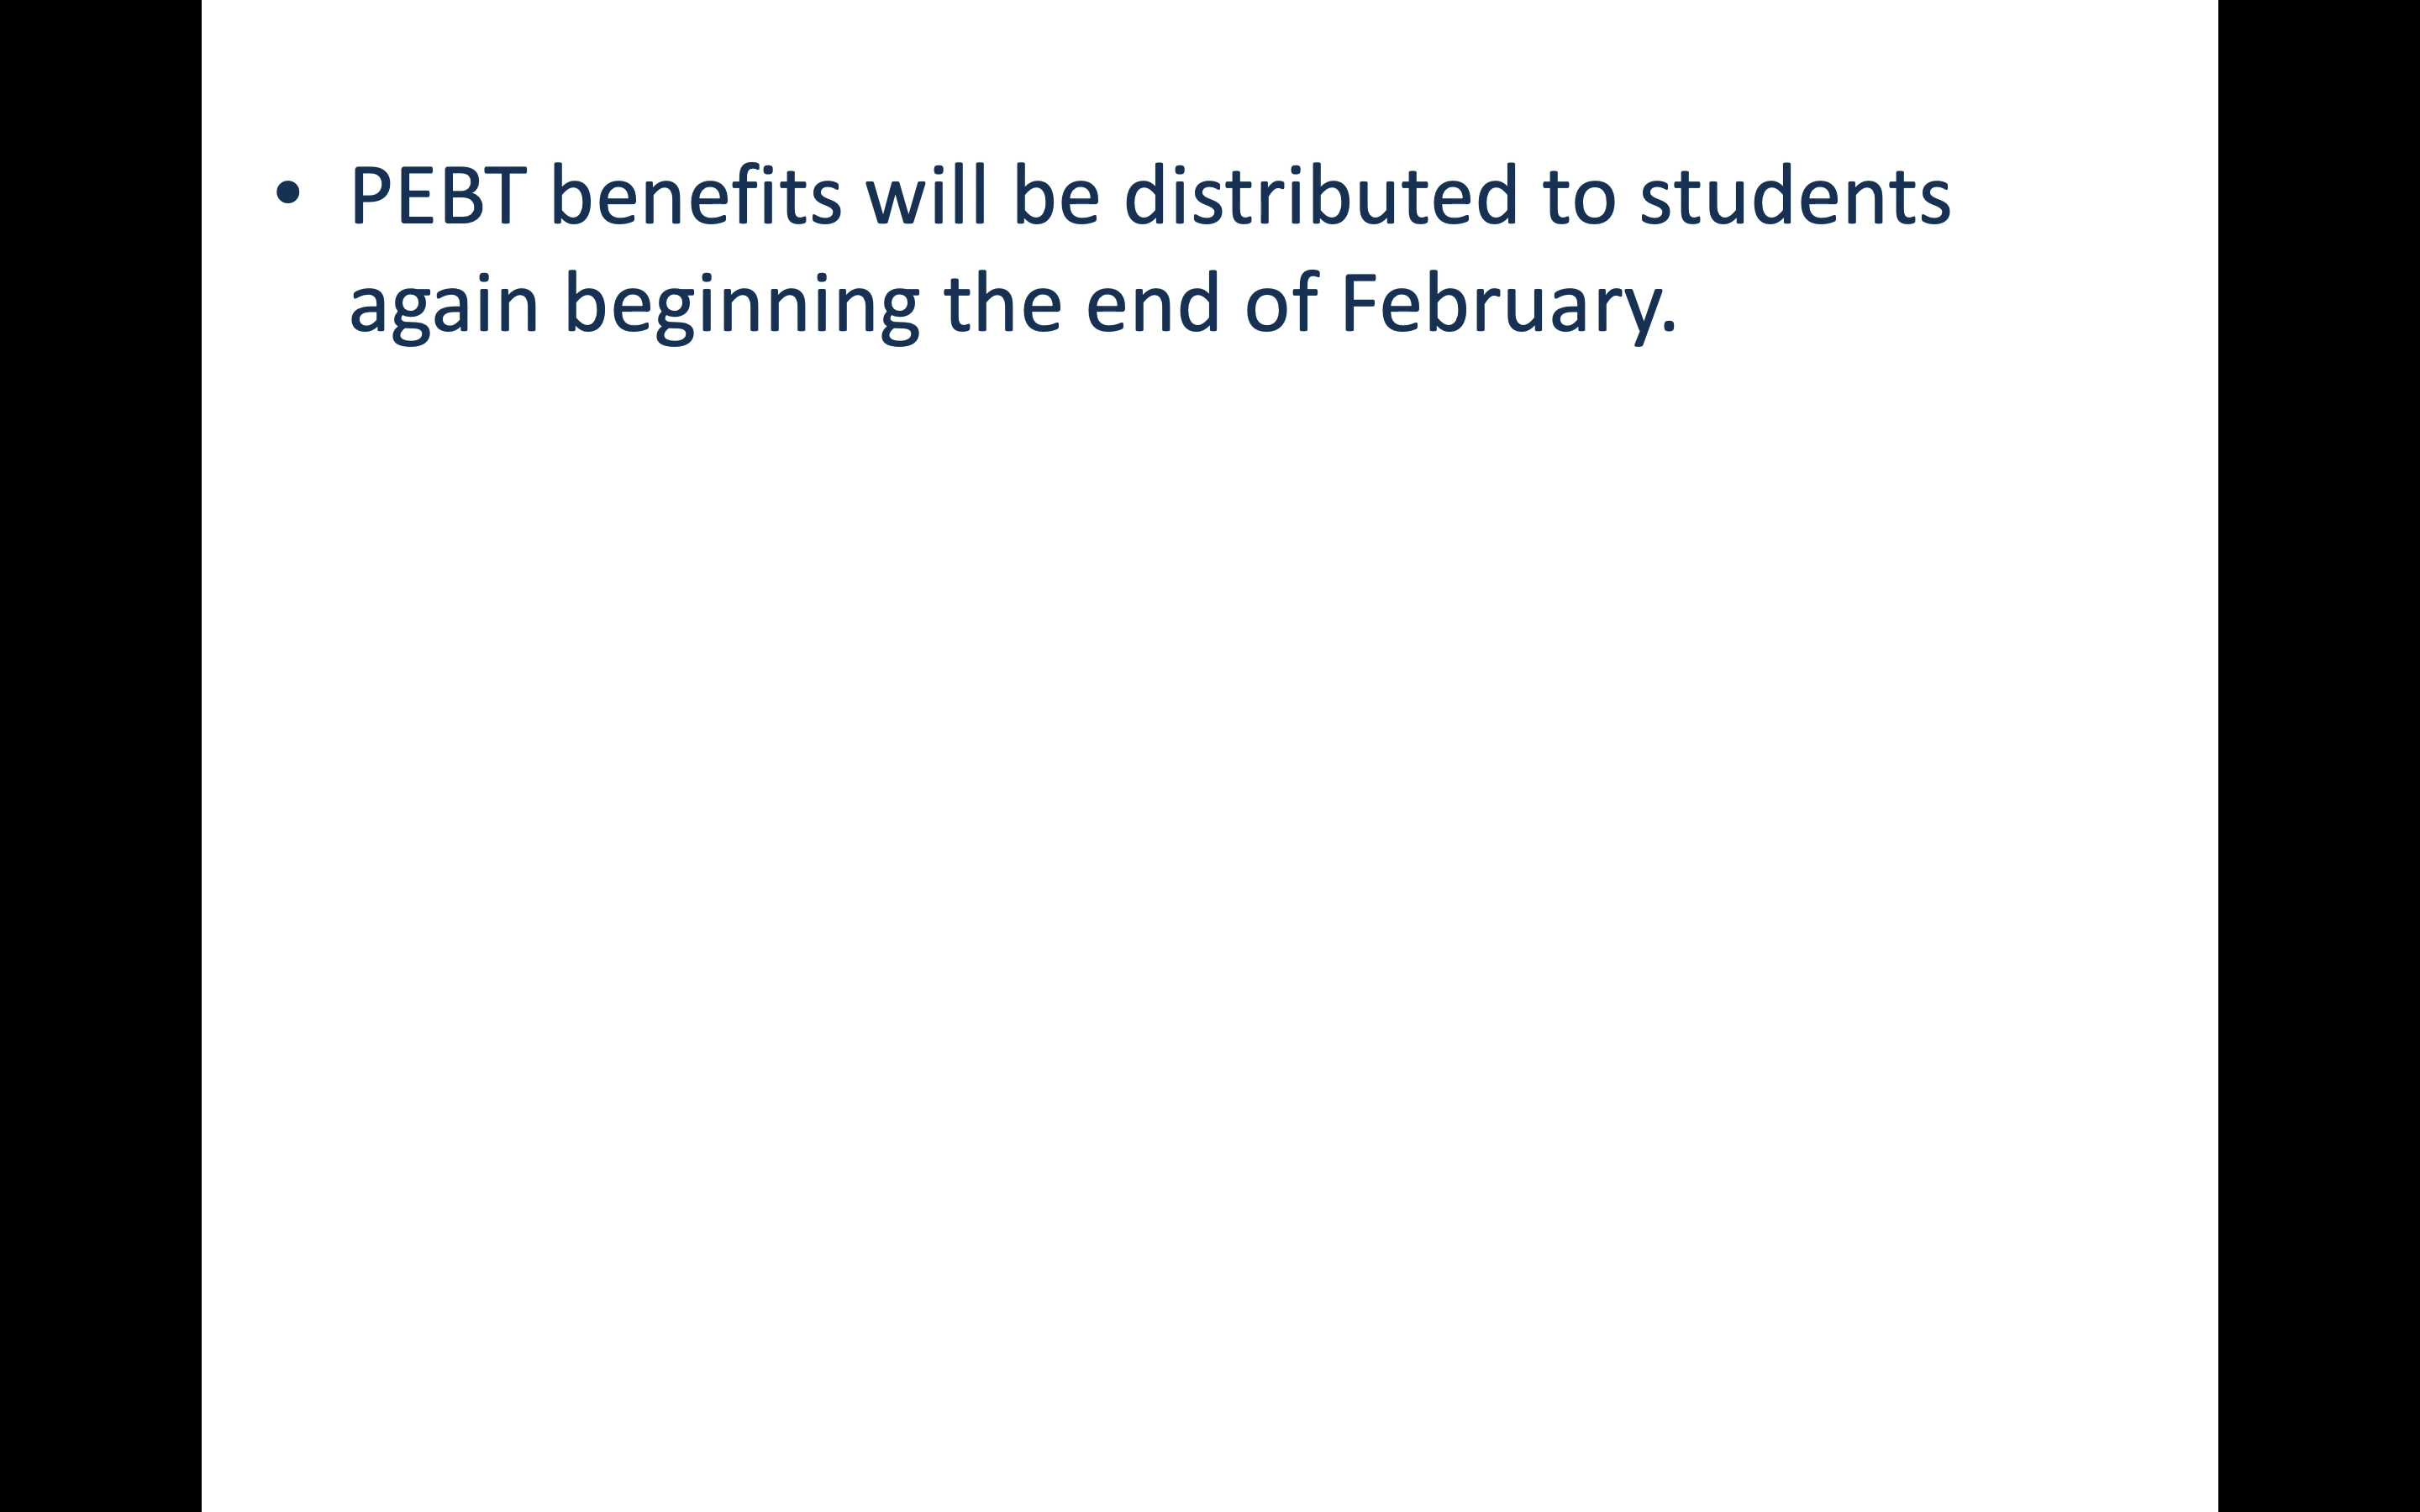 • PEBT benefits will be distributed to students
again beginning the end of February.